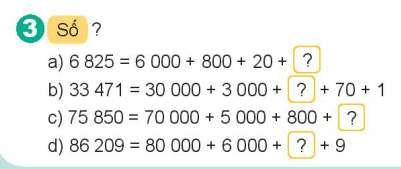 3 Số ?
a) 6 825 = 6 000 + 800 + 20 + ?
b) 33 471 = 30 000 + 3 000 + ? + 70 + 1
c) 75 850 = 70 000 + 5 000 + 800 + ?
d) 86 209 = 80 000 + 6 000 + ? + 9